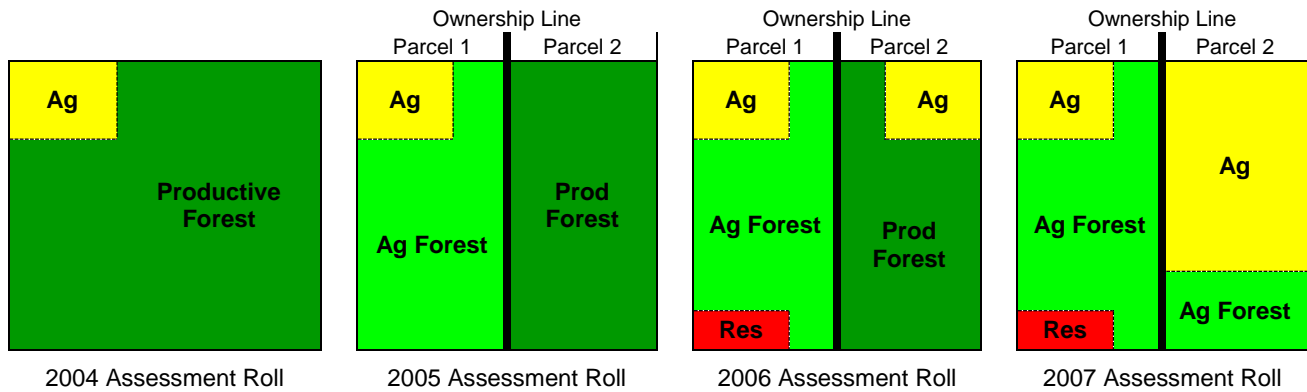 Ownership Line
Ownership Line
Ownership Line
Parcel 1
Parcel 2
Parcel 1
Parcel 2
Parcel 1
Parcel 2
Ag
Productive
Forest
2004 Assessment Roll
Ag
Ag Forest
Prod
Forest
2005 Assessment Roll
Ag
Ag Forest
Res
Ag
Prod
Forest
2006 Assessment Roll
Ag
Ag Forest
Res
Ag
Ag Forest
2007 Assessment Roll